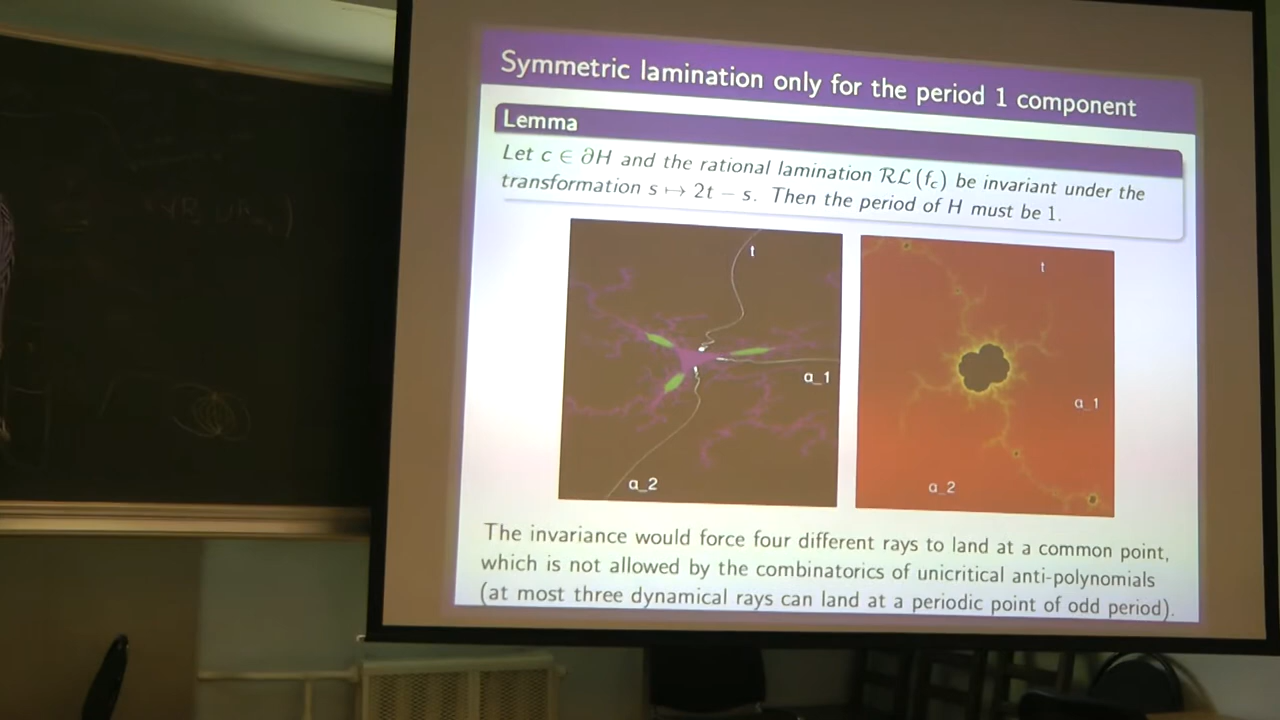 Symmetric lamination only for the period 1 component
Lemma
Let c ∈ ∂H and the rational lamination RL(f_c) be invariant under the
transformation s ↦ 2t − s. Then the period of H must be 1.
t
a_1
a_2
t
a_1
a_2
The invariance would force four different rays to land at a common point,
which is not allowed by the combinatorics of unicritical anti-polynomials
(at most three dynamical rays can land at a periodic point of odd period).